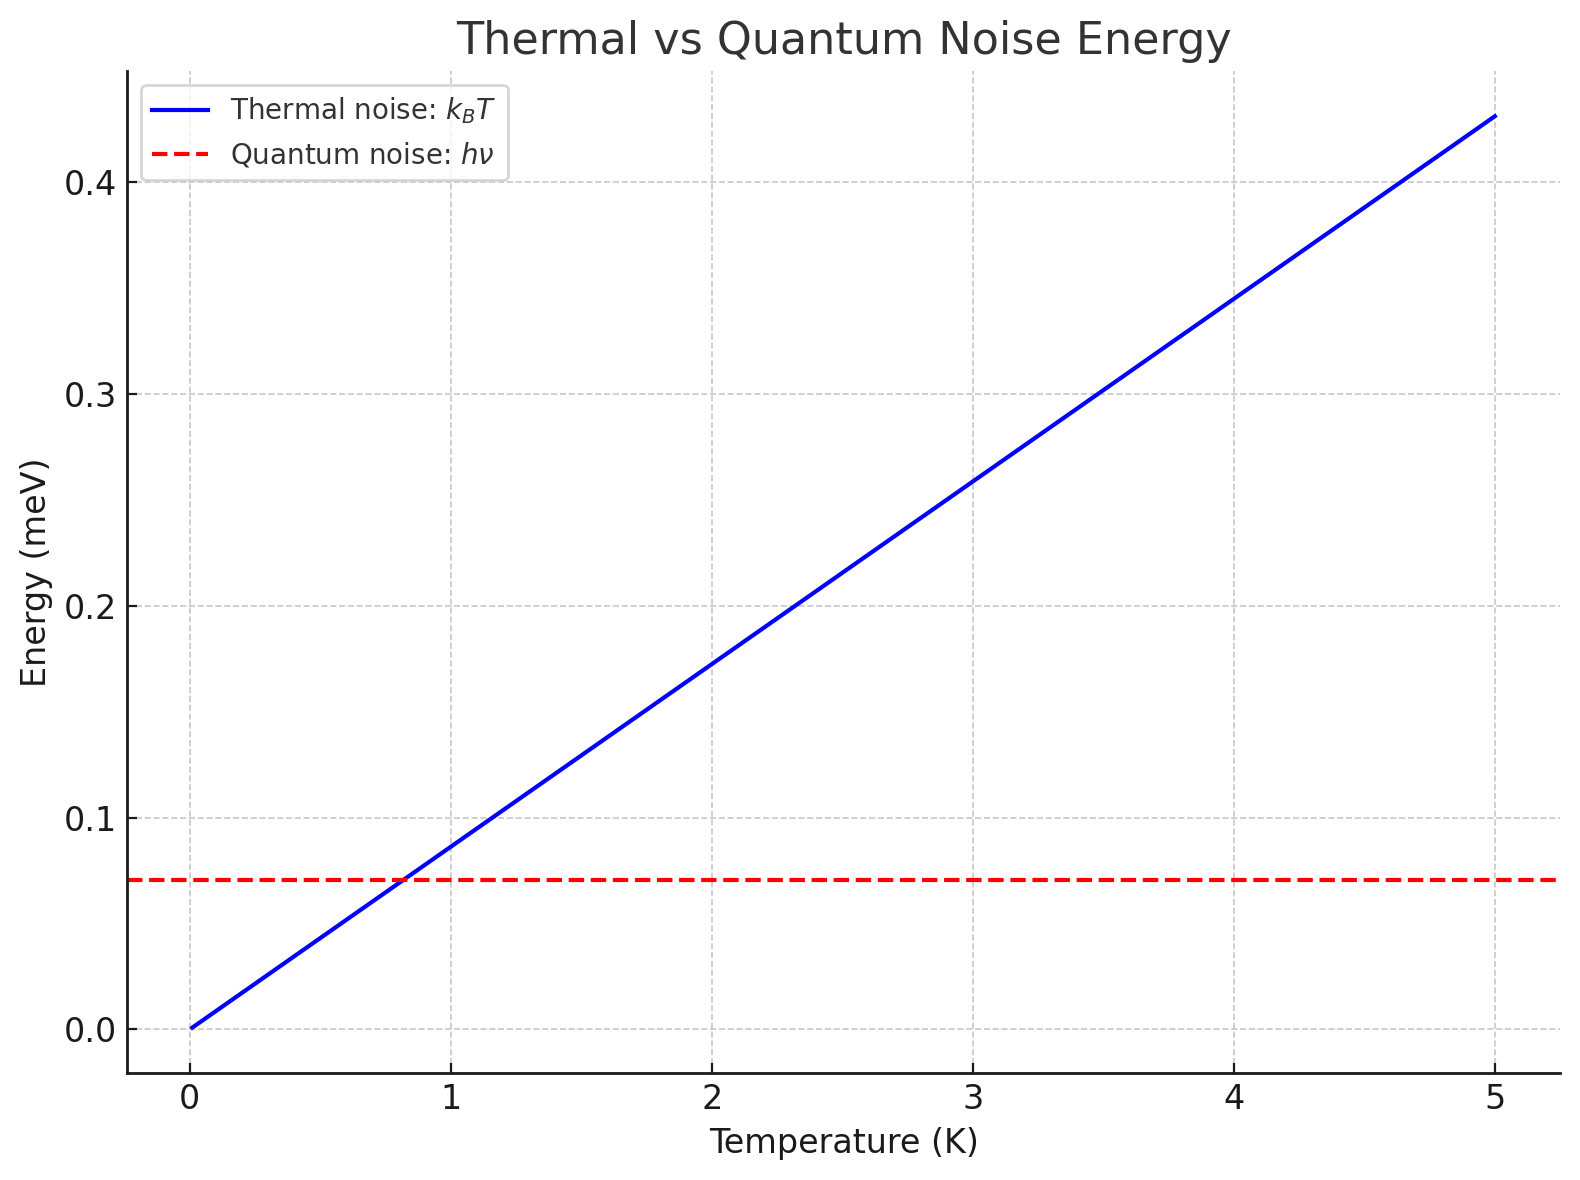 Thermal vs Quantum Noise Energy
Thermal noise: k_BT
Quantum noise: hν
Energy (meV)
0.4
0.3
0.2
0.1
0.0
0 1 2 3 4 5
Temperature (K)